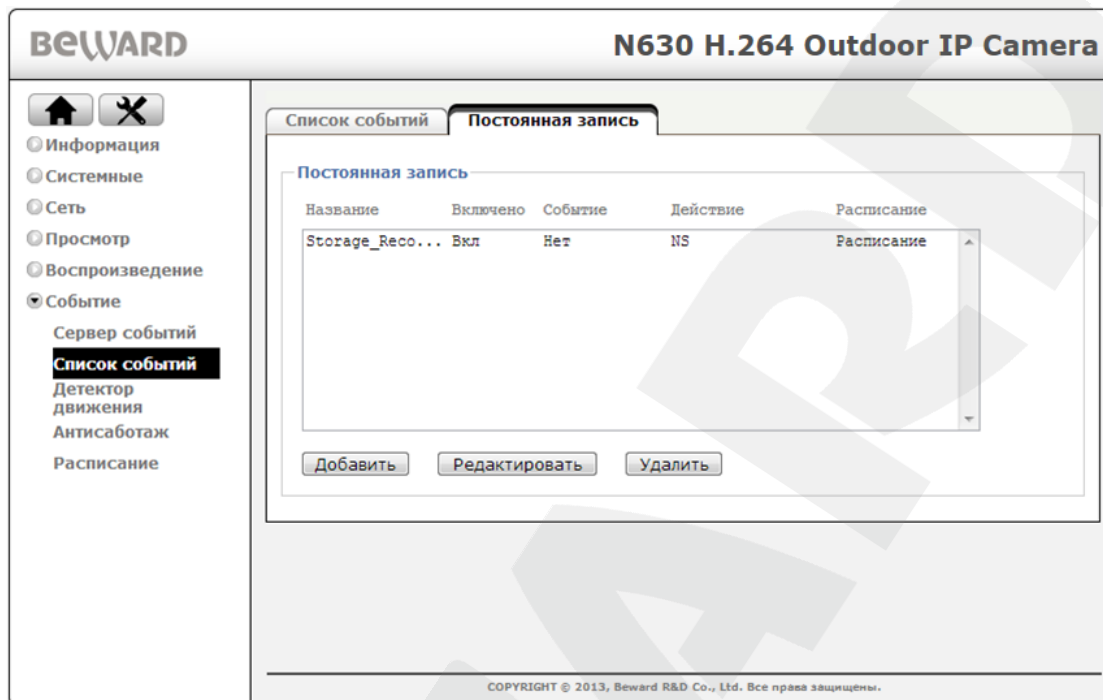 BEWARD
N630 H.264 Outdoor IP Camera
Информация
Системные
Сеть
Просмотр
Воспроизведение
Событие
Сервер событий
Список событий
Детектор
движения
Антисаботаж
Расписание
Список событий Постоянная запись
Постоянная запись
Название Включено Событие Действие Расписание
Storage_Reco... Вкл Нет NS Расписание
Добавить Редактировать Удалить
COPYRIGHT © 2013, Beward R&D Co., Ltd. Все права защищены.